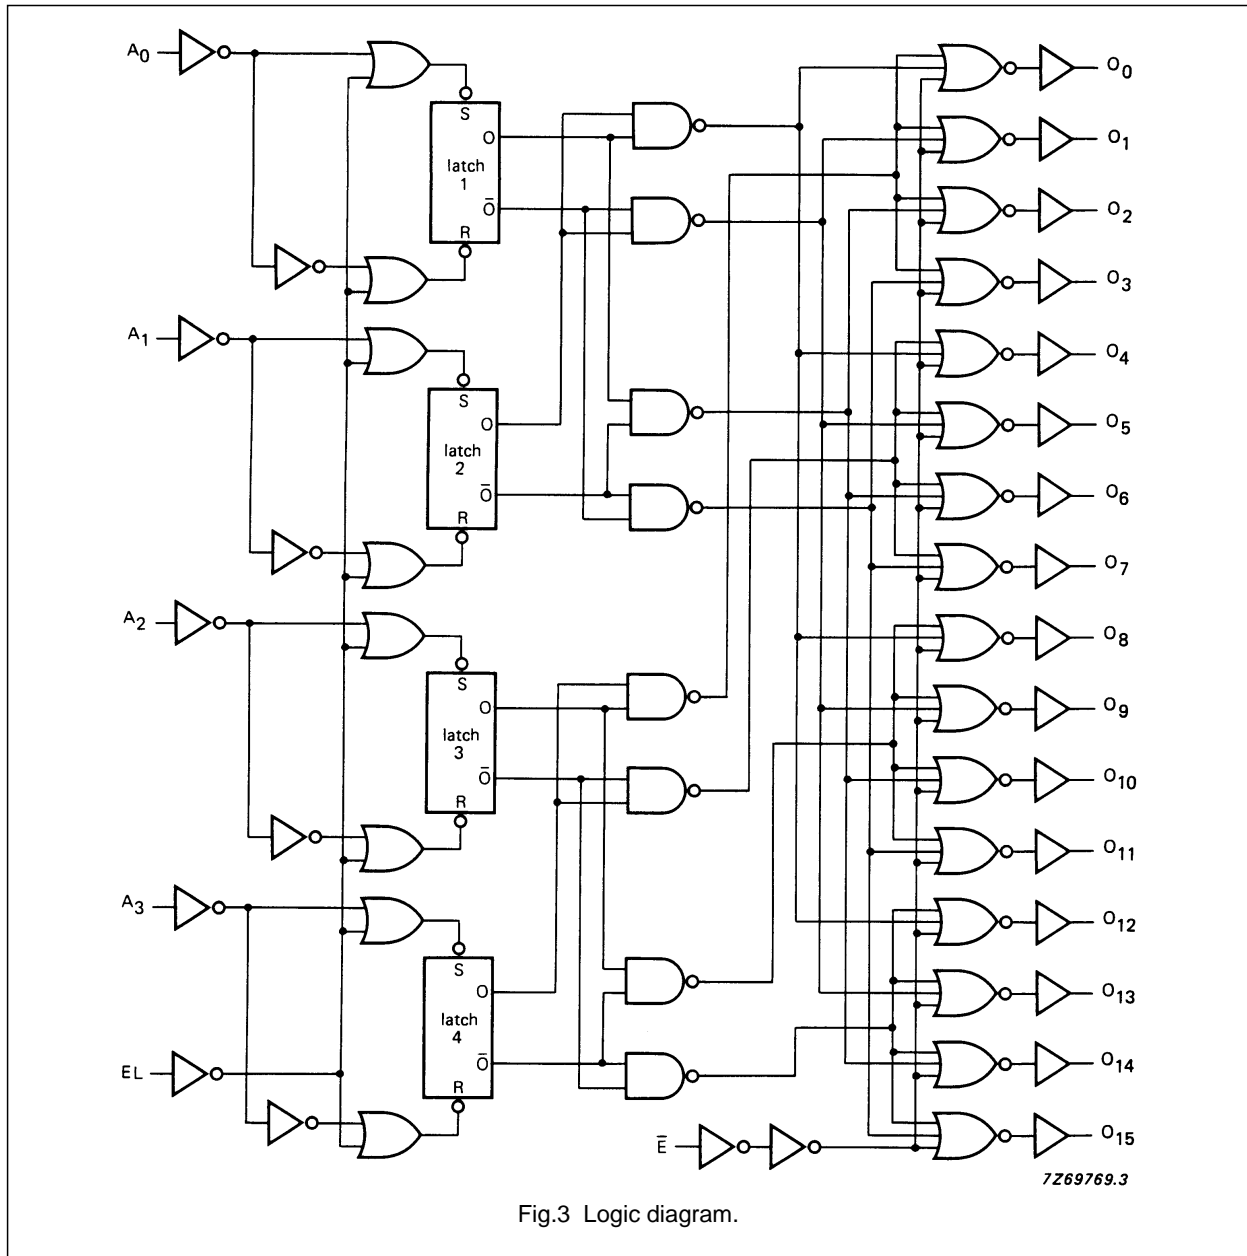 A0
A1
A2
A3
EL
S
O
latch
1
Ō
R
S
O
latch
2
Ō
R
S
O
latch
3
Ō
R
S
O
latch
4
Ō
R
Ē
O0
O1
O2
O3
O4
O5
O6
O7
O8
O9
O10
O11
O12
O13
O14
O15
7Z69769.3
Fig.3 Logic diagram.